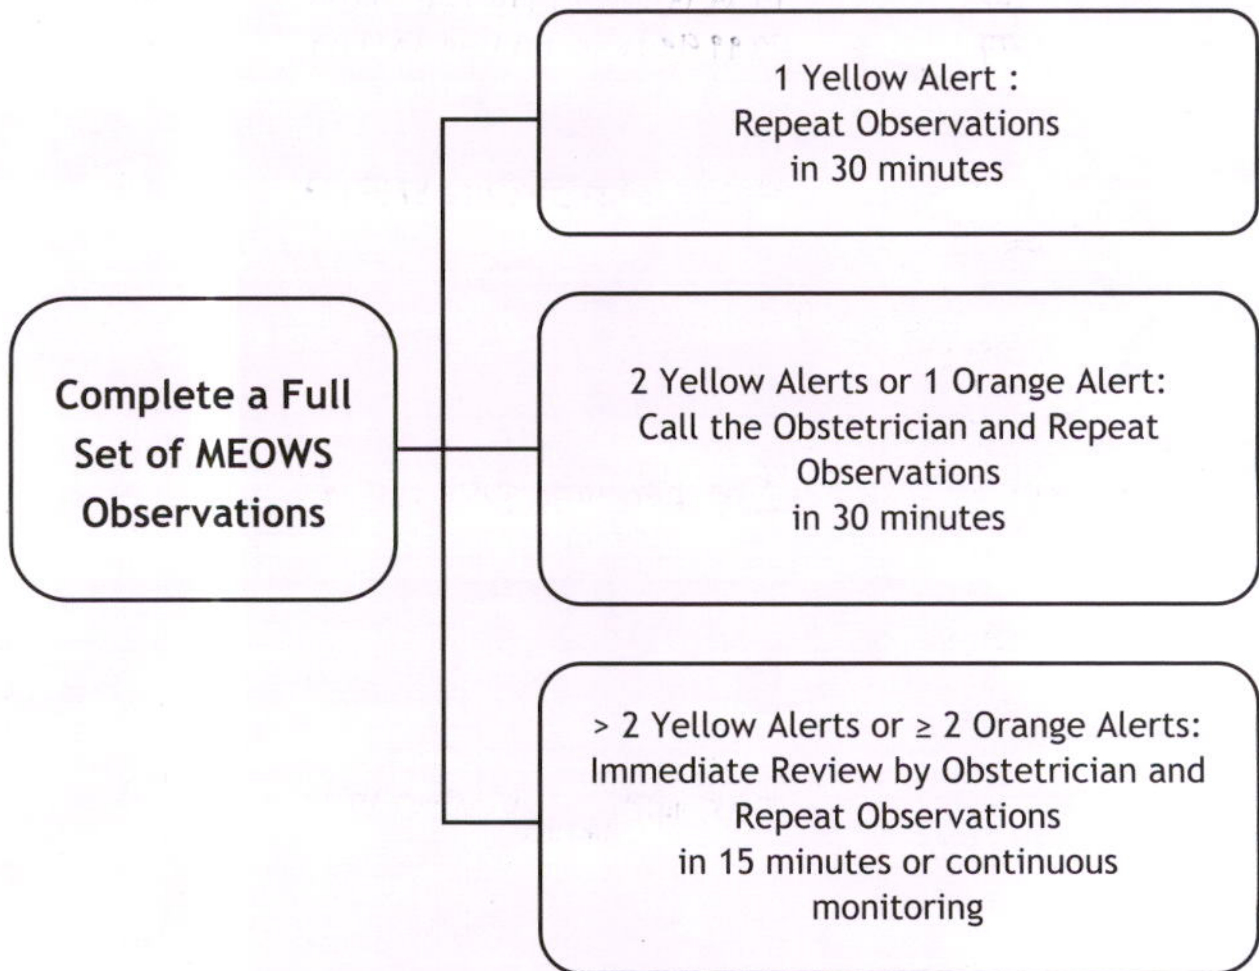 1 Yellow Alert :
Repeat Observations
in 30 minutes
Complete a Full
Set of MEOWS
Observations
2 Yellow Alerts or 1 Orange Alert:
Call the Obstetrician and Repeat
Observations
in 30 minutes
> 2 Yellow Alerts or ≥ 2 Orange Alerts:
Immediate Review by Obstetrician and
Repeat Observations
in 15 minutes or continuous
monitoring